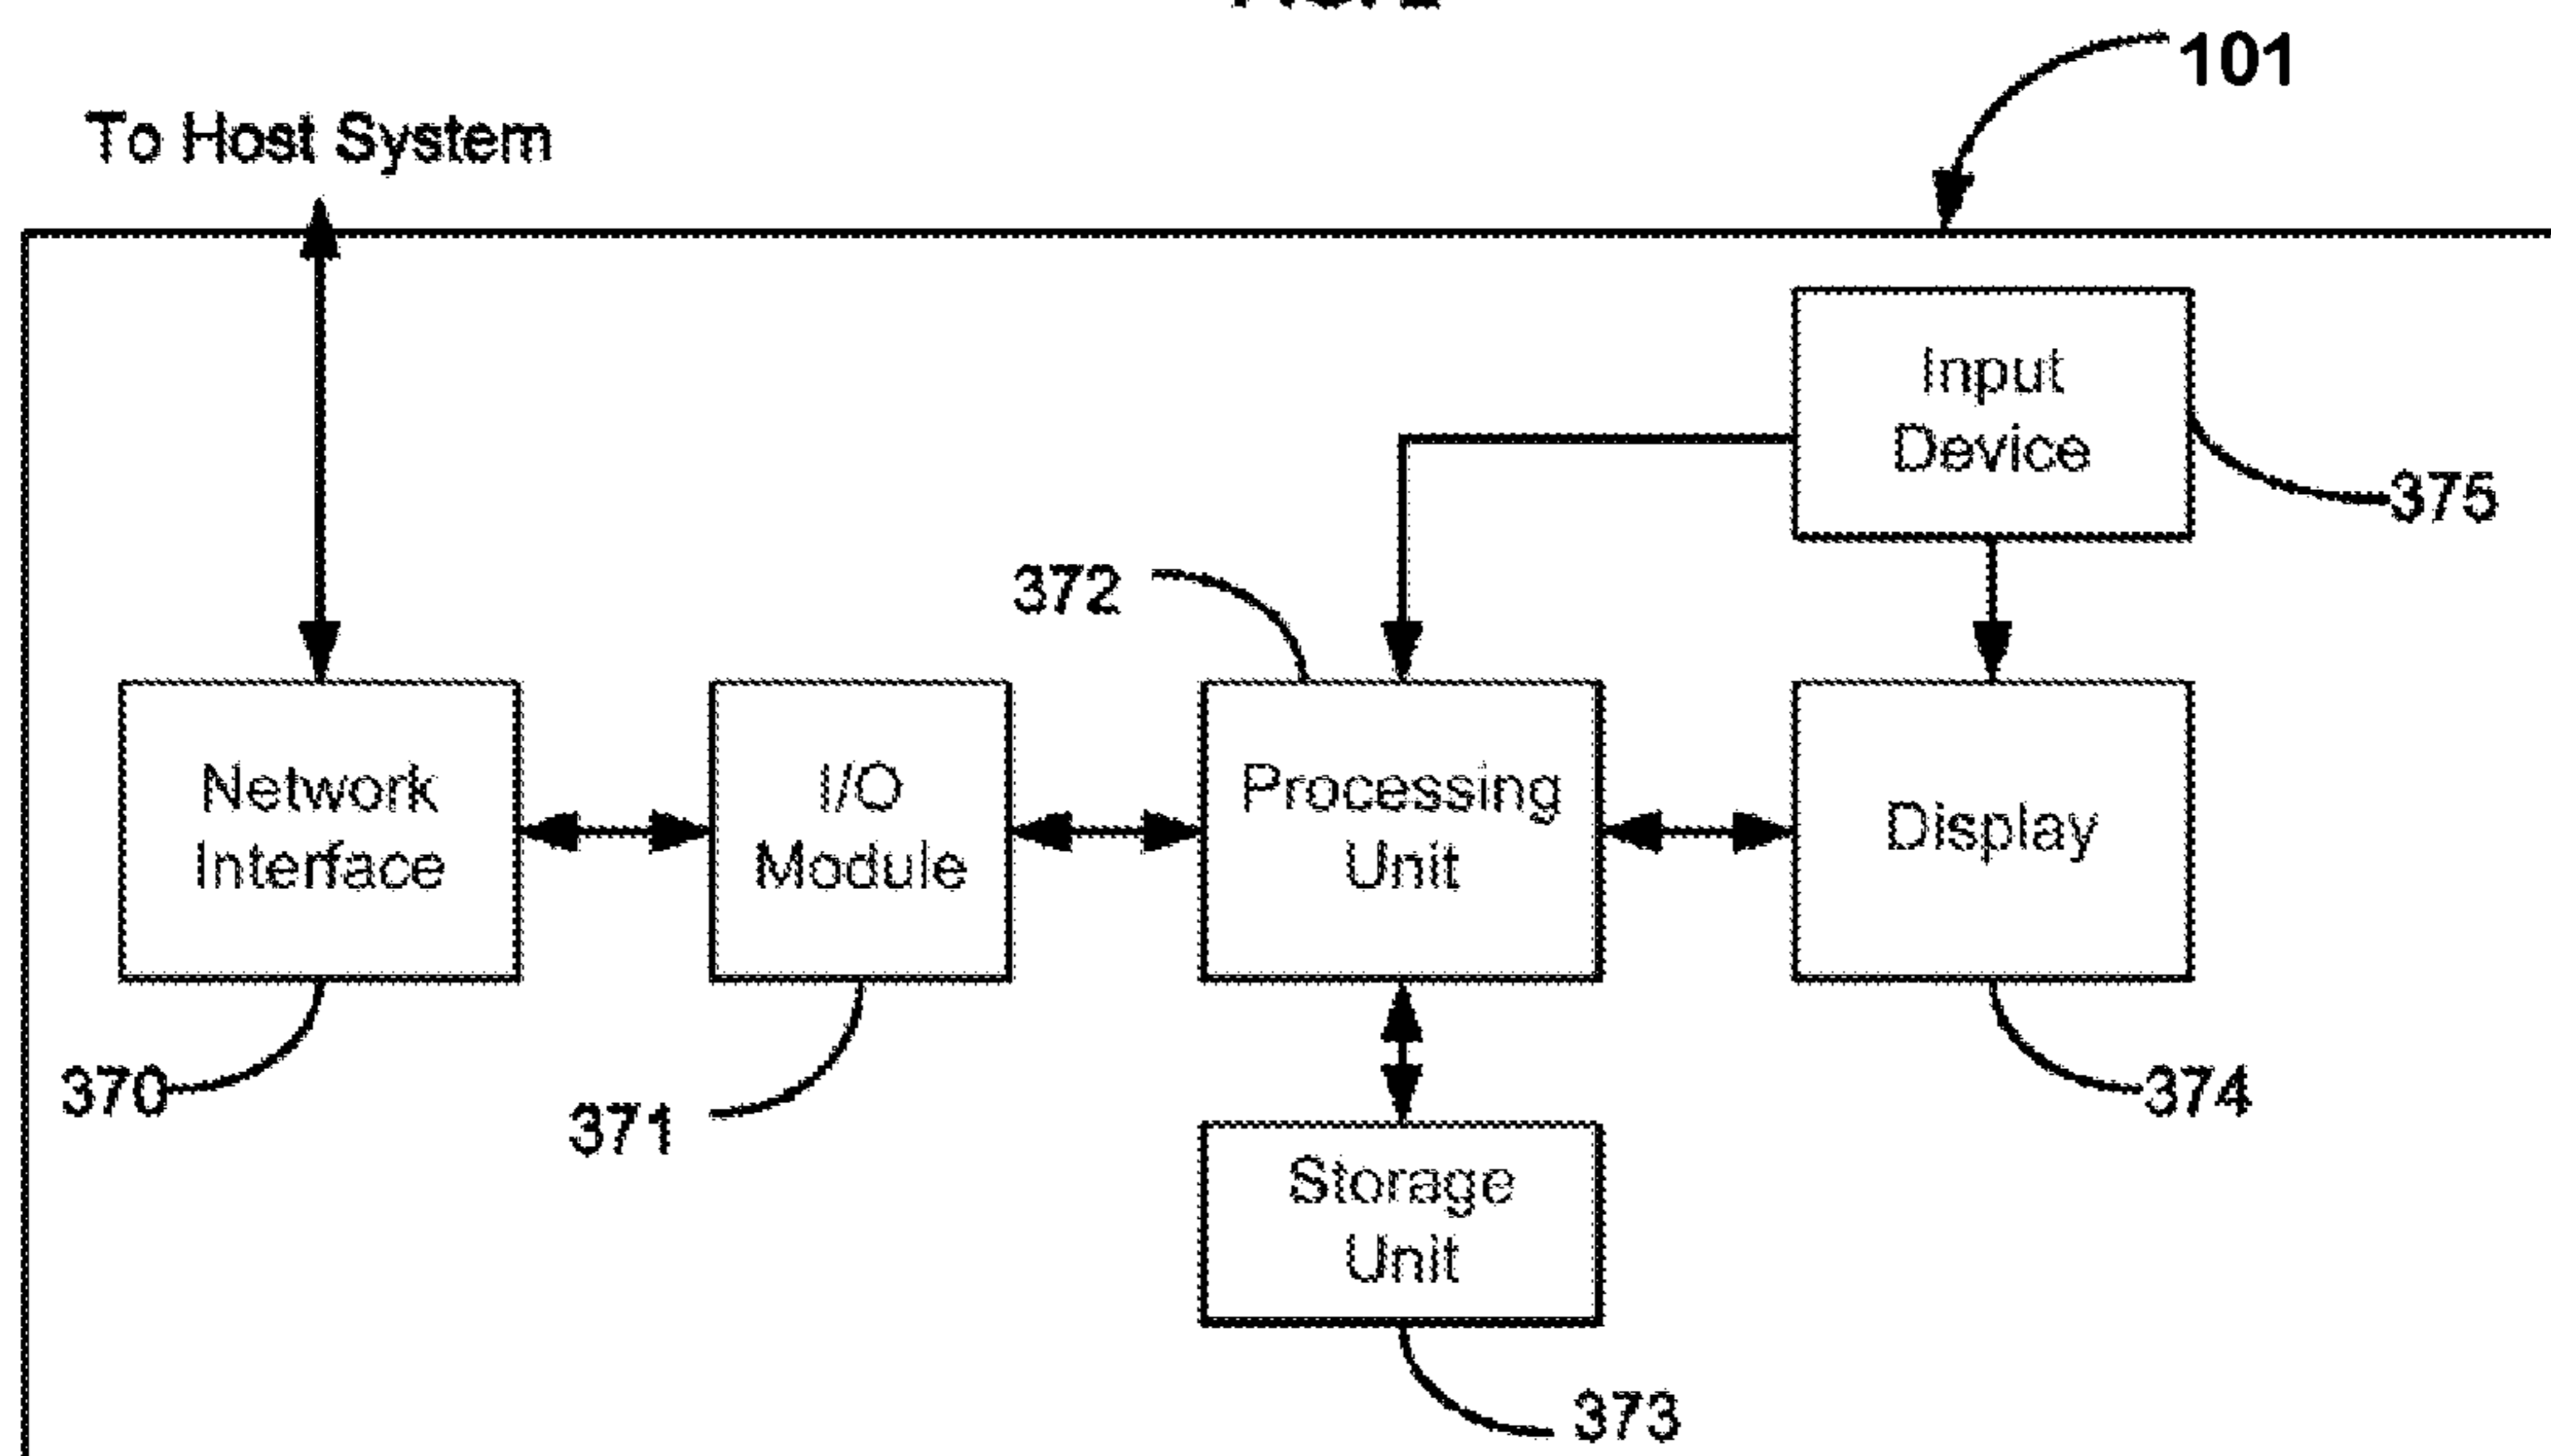 101
To Host System
Input
Device
375
372
Network
Interface
I/O
Module
Processing
Unit
Display
370
371
374
Storage
Unit
373